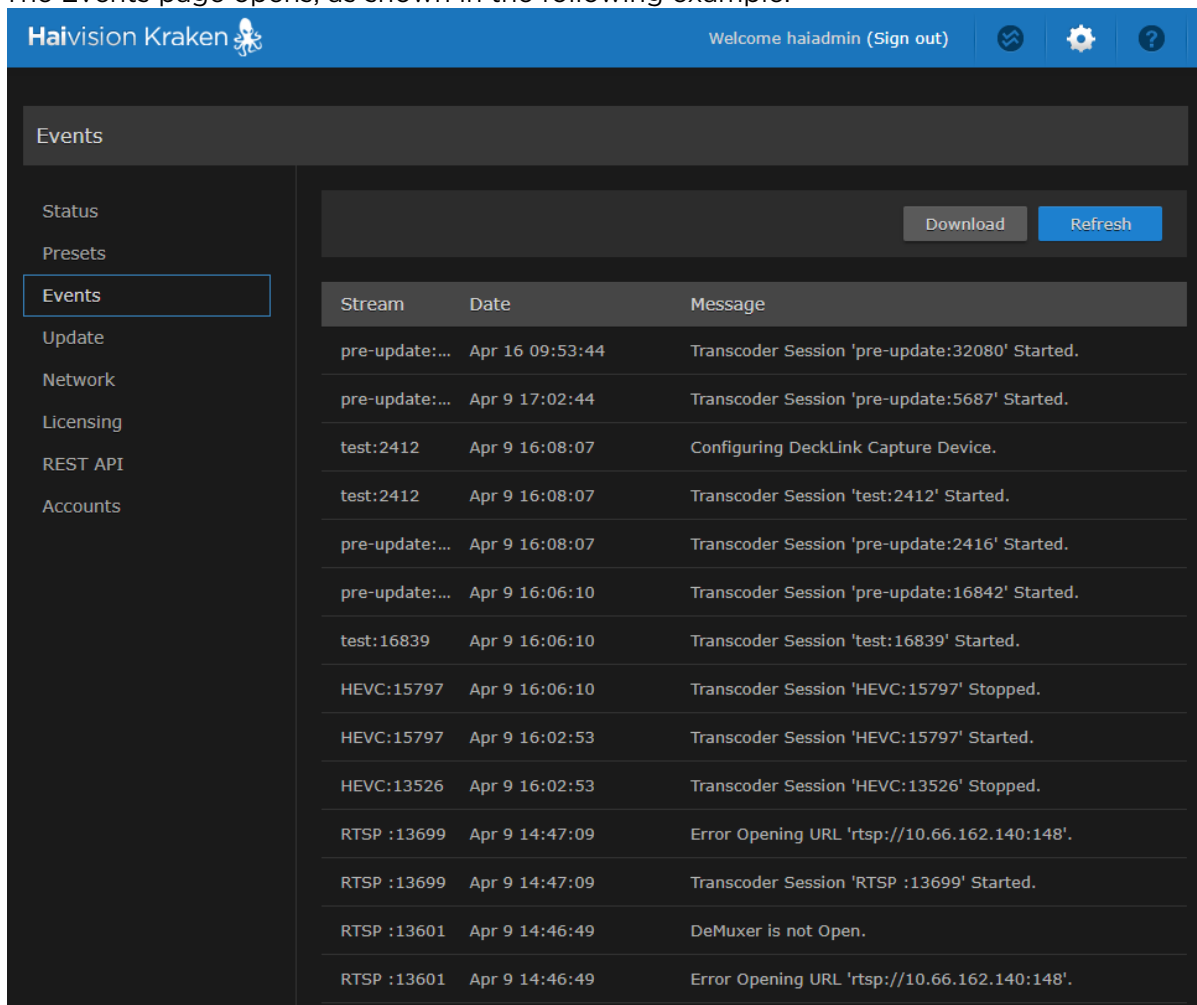 The Events page opens, as shown in the following example:
Haivision Kraken
Welcome haiadmin (Sign out)
Events
Status
Presets
Events
Update
Network
Licensing
REST API
Accounts
Download Refresh
Stream Date Message
pre-update:... Apr 16 09:53:44 Transcoder Session 'pre-update:32080' Started.
pre-update:... Apr 9 17:02:44 Transcoder Session 'pre-update:5687' Started.
test:2412 Apr 9 16:08:07 Configuring DeckLink Capture Device.
test:2412 Apr 9 16:08:07 Transcoder Session 'test:2412' Started.
pre-update:... Apr 9 16:08:07 Transcoder Session 'pre-update:2416' Started.
pre-update:... Apr 9 16:06:10 Transcoder Session 'pre-update:16842' Started.
test:16839 Apr 9 16:06:10 Transcoder Session 'test:16839' Started.
HEVC:15797 Apr 9 16:06:10 Transcoder Session 'HEVC:15797' Stopped.
HEVC:15797 Apr 9 16:02:53 Transcoder Session 'HEVC:15797' Started.
HEVC:13526 Apr 9 16:02:53 Transcoder Session 'HEVC:13526' Stopped.
RTSP :13699 Apr 9 14:47:09 Error Opening URL 'rtsp://10.66.162.140:148'.
RTSP :13699 Apr 9 14:47:09 Transcoder Session 'RTSP :13699' Started.
RTSP :13601 Apr 9 14:46:49 DeMuxer is not Open.
RTSP :13601 Apr 9 14:46:49 Error Opening URL 'rtsp://10.66.162.140:148'.